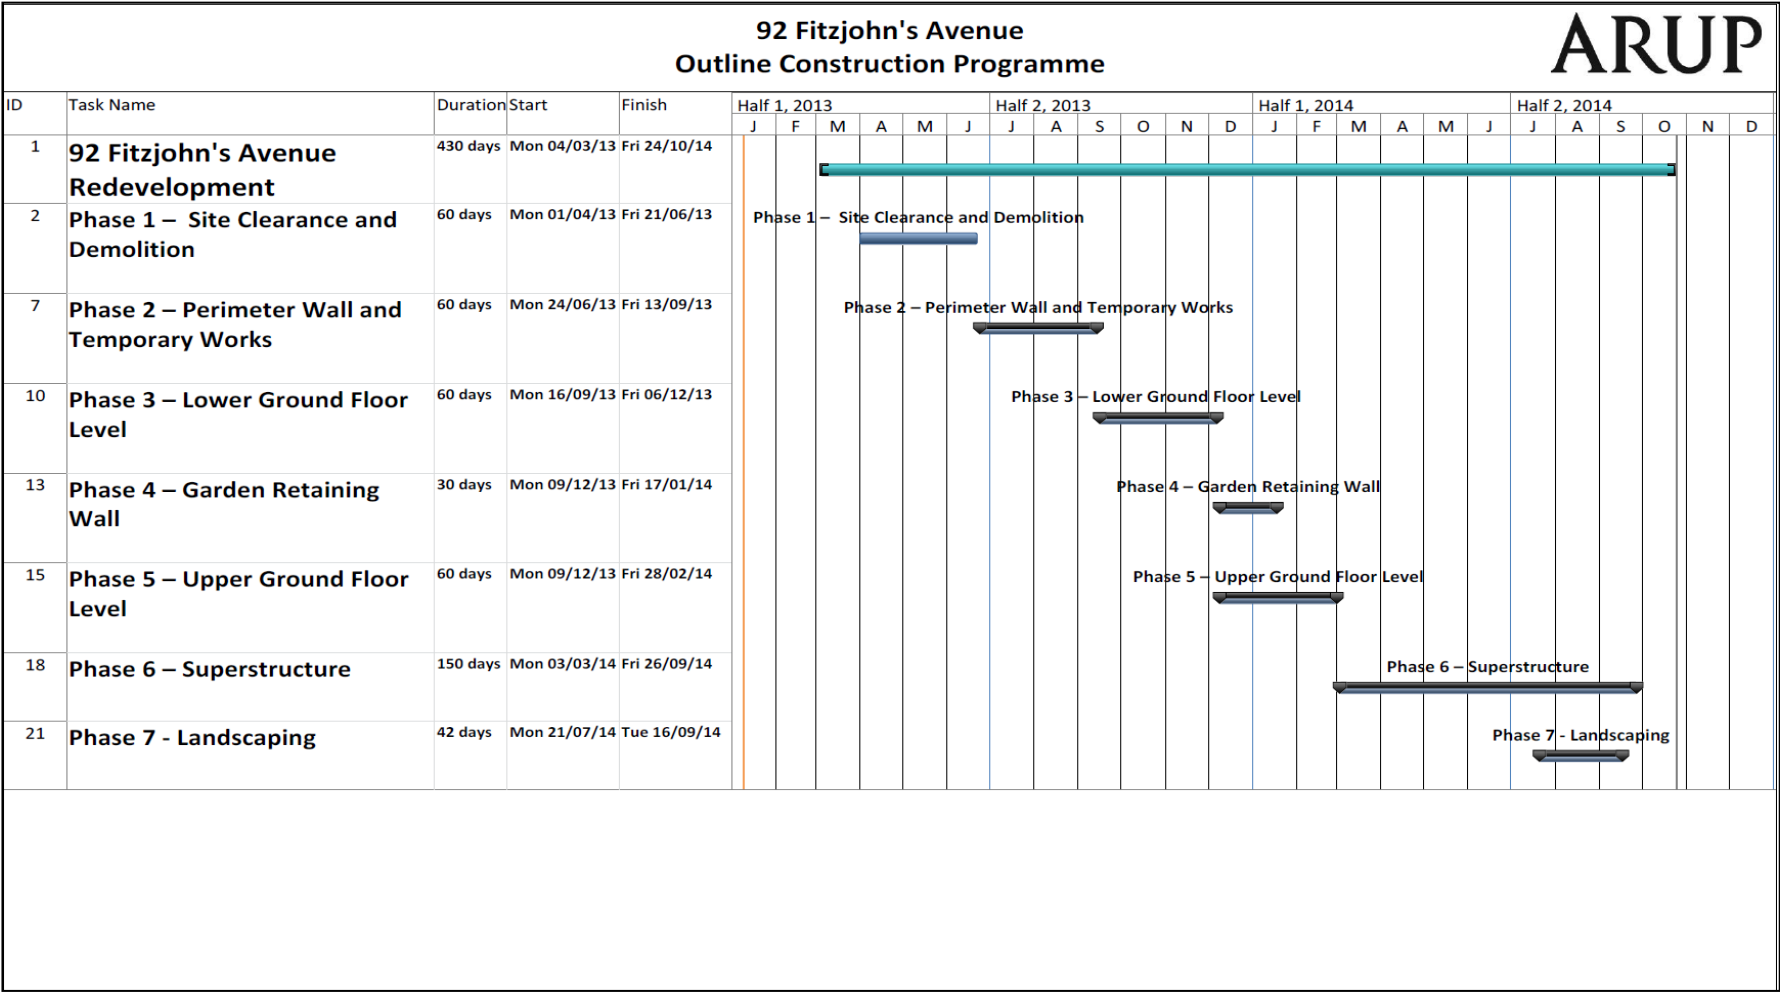 92 Fitzjohn's Avenue
Outline Construction Programme
ARUP
ID Task Name Duration Start Finish Half 1, 2013 Half 2, 2013 Half 1, 2014 Half 2, 2014
J F M A M J J A S O N D J F M A M J J A S O N D
1 92 Fitzjohn's Avenue 430 days Mon 04/03/13 Fri 24/10/14
Redevelopment
2 Phase 1 – Site Clearance and 60 days Mon 01/04/13 Fri 21/06/13 Phase 1 – Site Clearance and Demolition
Demolition
7 Phase 2 – Perimeter Wall and 60 days Mon 24/06/13 Fri 13/09/13 Phase 2 – Perimeter Wall and Temporary Works
Temporary Works
10 Phase 3 – Lower Ground Floor 60 days Mon 16/09/13 Fri 06/12/13 Phase 3 – Lower Ground Floor Level
Level
13 Phase 4 – Garden Retaining 30 days Mon 09/12/13 Fri 17/01/14 Phase 4 – Garden Retaining Wall
Wall
15 Phase 5 – Upper Ground Floor 60 days Mon 09/12/13 Fri 28/02/14 Phase 5 – Upper Ground Floor Level
Level
18 Phase 6 – Superstructure 150 days Mon 03/03/14 Fri 26/09/14 Phase 6 – Superstructure
21 Phase 7 - Landscaping 42 days Mon 21/07/14 Tue 16/09/14 Phase 7 - Landscaping